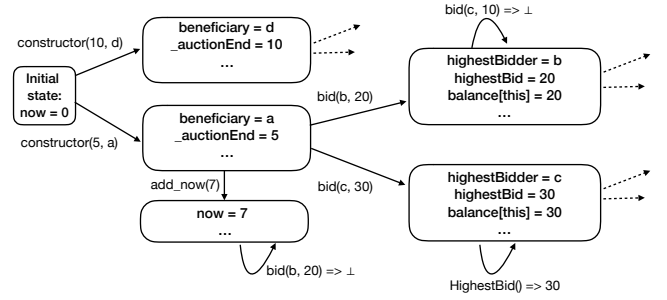 bid(c, 10) => ⊥
constructor(10, d)
beneficiary = d
_auctionEnd = 10
...
Initial
state:
now = 0
highestBidder = b
highestBid = 20
balance[this] = 20
...
bid(b, 20)
constructor(5, a)
beneficiary = a
_auctionEnd = 5
...
add_now(7)
bid(c, 30)
highestBidder = c
highestBid = 30
balance[this] = 30
...
now = 7
...
bid(b, 20) => ⊥
HighestBid() => 30